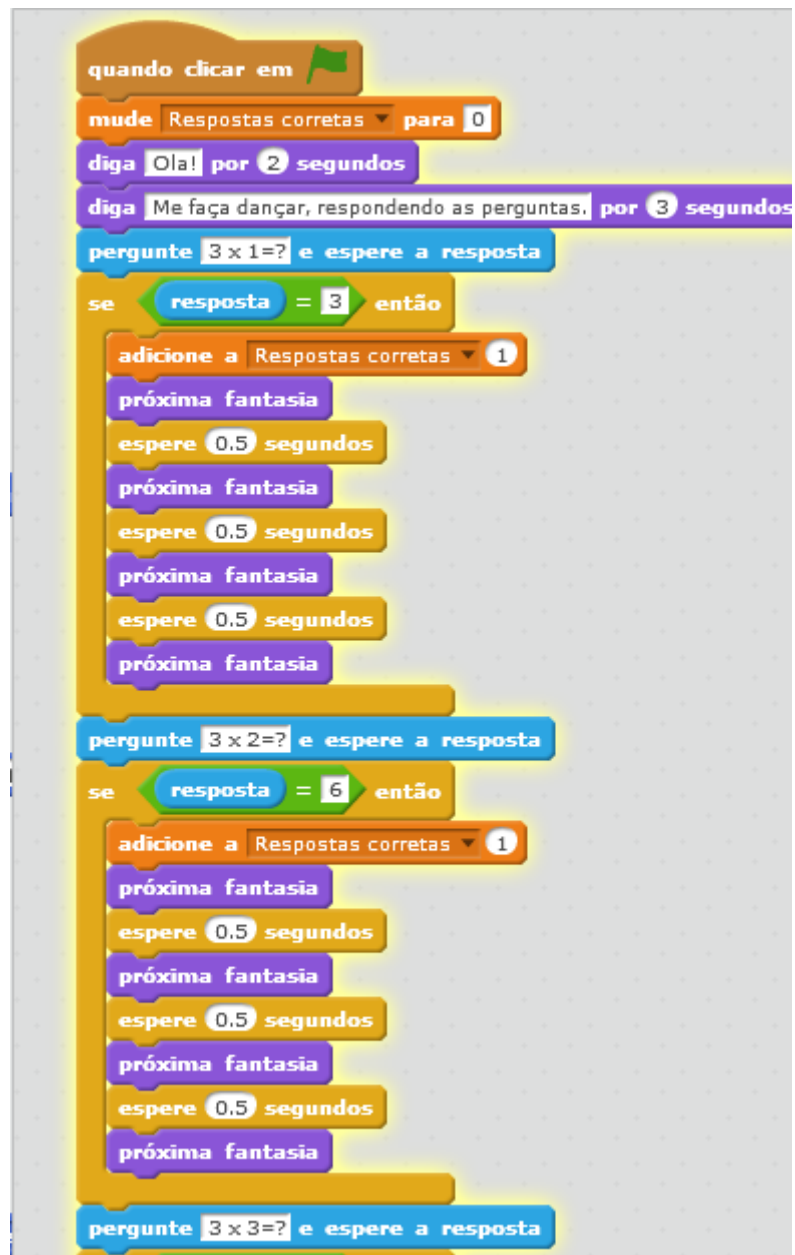 quando clicar em
mude Respostas corretas para 0
diga Ola! por 2 segundos
diga Me faça dançar, respondendo as perguntas. por 3 segundos
pergunte 3 x 1=? e espere a resposta
se resposta = 3 então
adicione a Respostas corretas 1
próxima fantasia
espere 0.5 segundos
próxima fantasia
espere 0.5 segundos
próxima fantasia
espere 0.5 segundos
próxima fantasia
pergunte 3 x 2=? e espere a resposta
se resposta = 6 então
adicione a Respostas corretas 1
próxima fantasia
espere 0.5 segundos
próxima fantasia
espere 0.5 segundos
próxima fantasia
espere 0.5 segundos
próxima fantasia
pergunte 3 x 3=? e espere a resposta